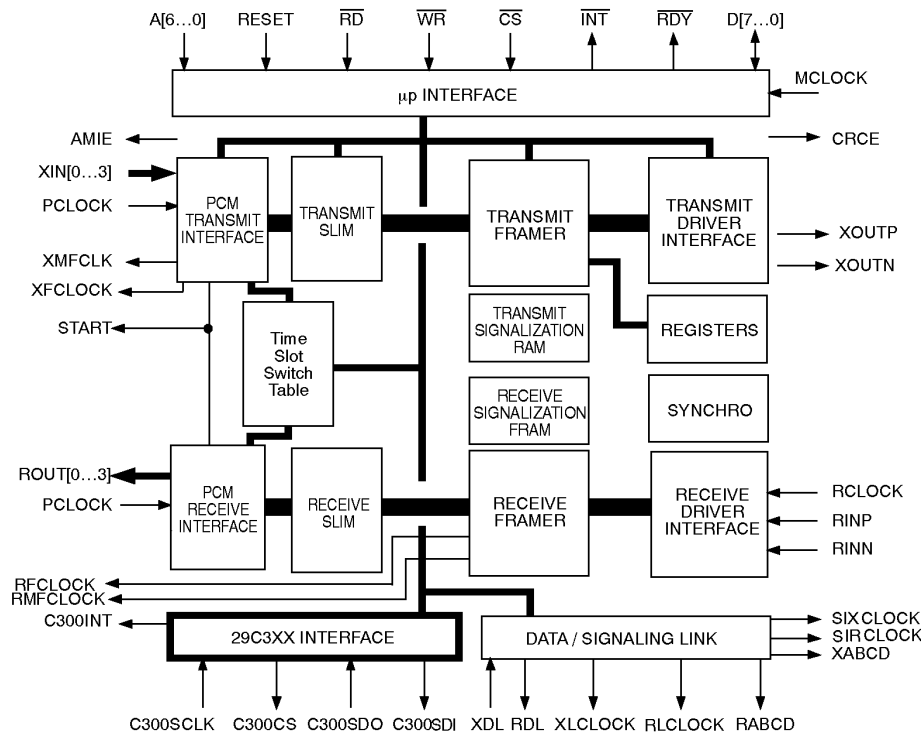 A[6...0] RESET RD WR CS INT RDY D[7...0]
MCLOCK
µp INTERFACE
AMIE
CRCE
XIN[0...3]
PCLOCK
PCM
TRANSMIT
INTERFACE
TRANSMIT
SLIM
TRANSMIT
FRAMER
TRANSMIT
DRIVER
INTERFACE
XOUTP
XOUTN
XMFCLK
XFCLOCK
START
Time
Slot
Switch
Table
TRANSMIT
SIGNALIZATION
RAM
REGISTERS
RECEIVE
SIGNALIZATION
FRAM
SYNCHRO
ROUT[0...3]
PCLOCK
PCM
RECEIVE
INTERFACE
RECEIVE
SLIM
RECEIVE
FRAMER
RECEIVE
DRIVER
INTERFACE
RCLOCK
RINP
RINN
RFCLOCK
RMFCLOCK
C300INT
29C3XX INTERFACE
DATA / SIGNALING LINK
SIXCLOCK
SIRCLOCK
XABCD
C300SCLK C300CS C300SDO C300SDI XDL RDL XLCLOCK RLCLOCK RABCD